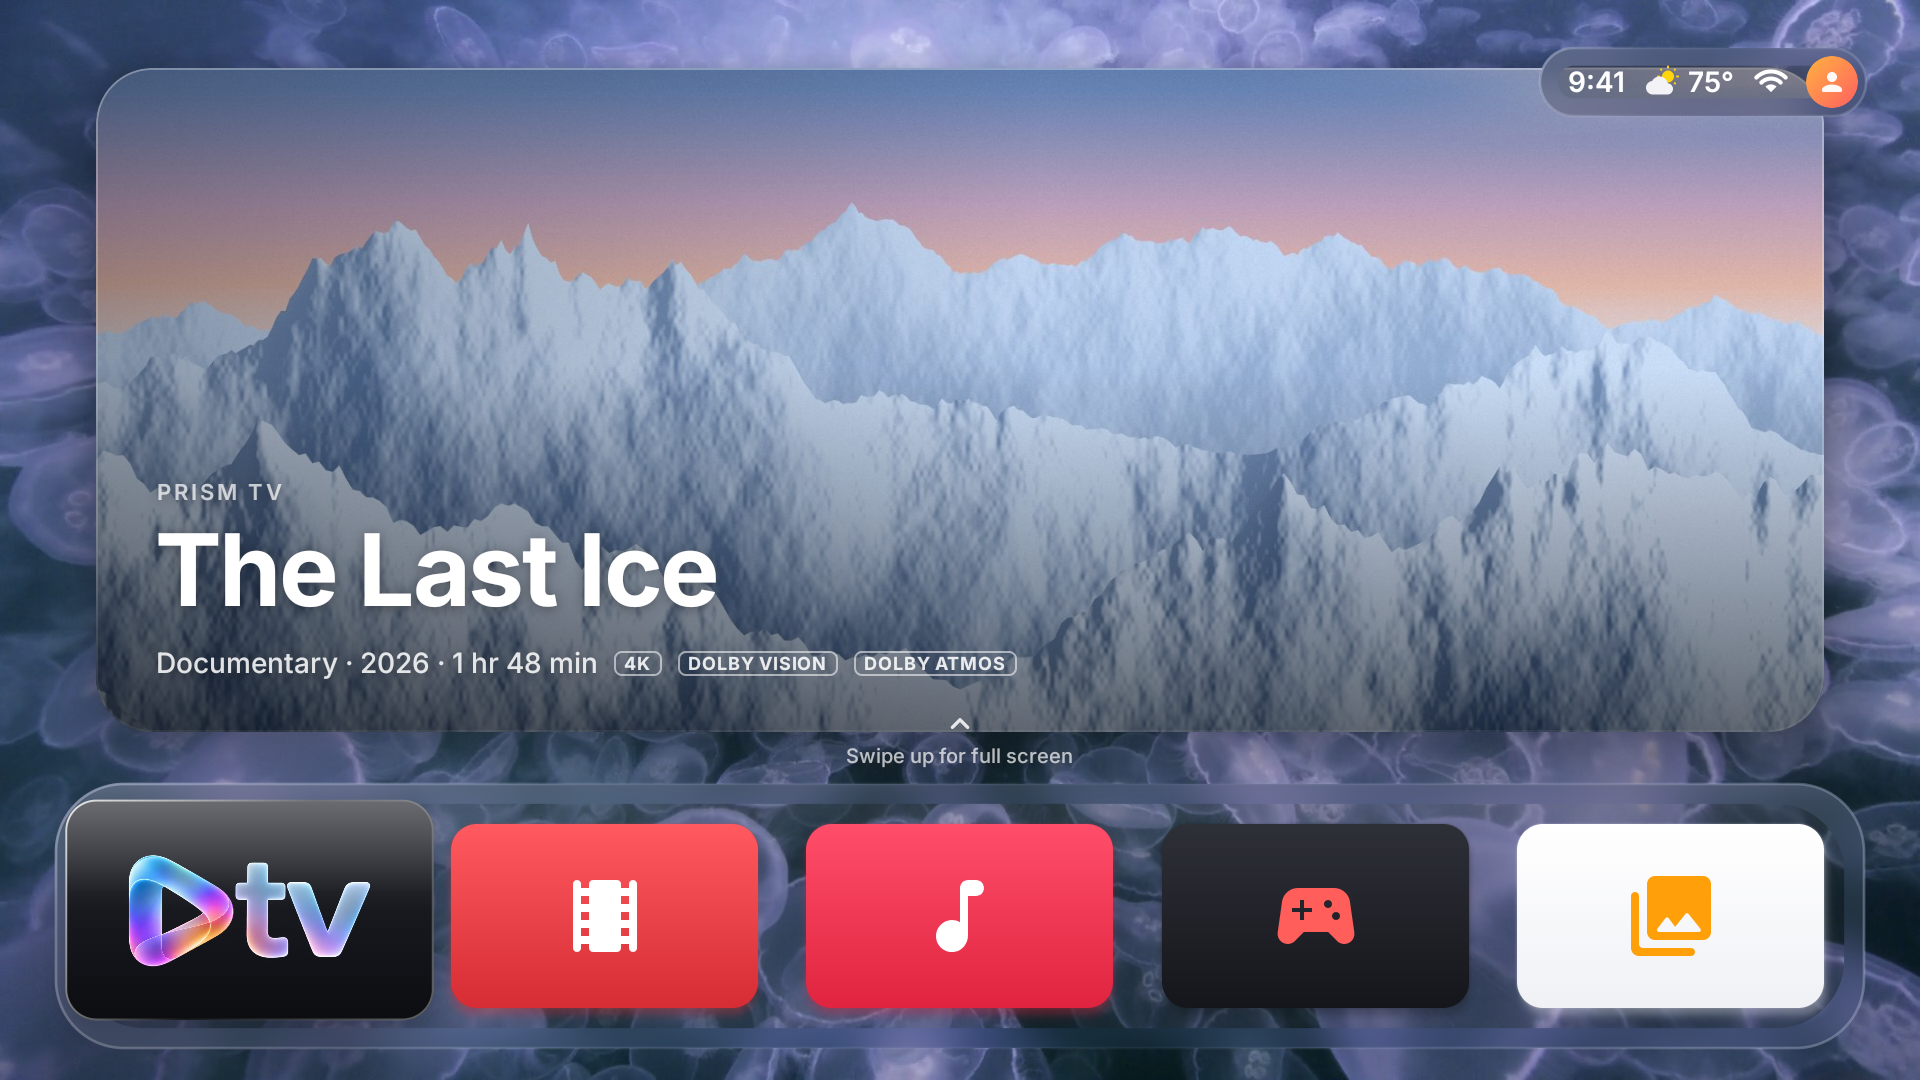 9:41 75°
PRISM TV
The Last Ice
Documentary · 2026 · 1 hr 48 min 4K DOLBY VISION DOLBY ATMOS
Swipe up for full screen
tv